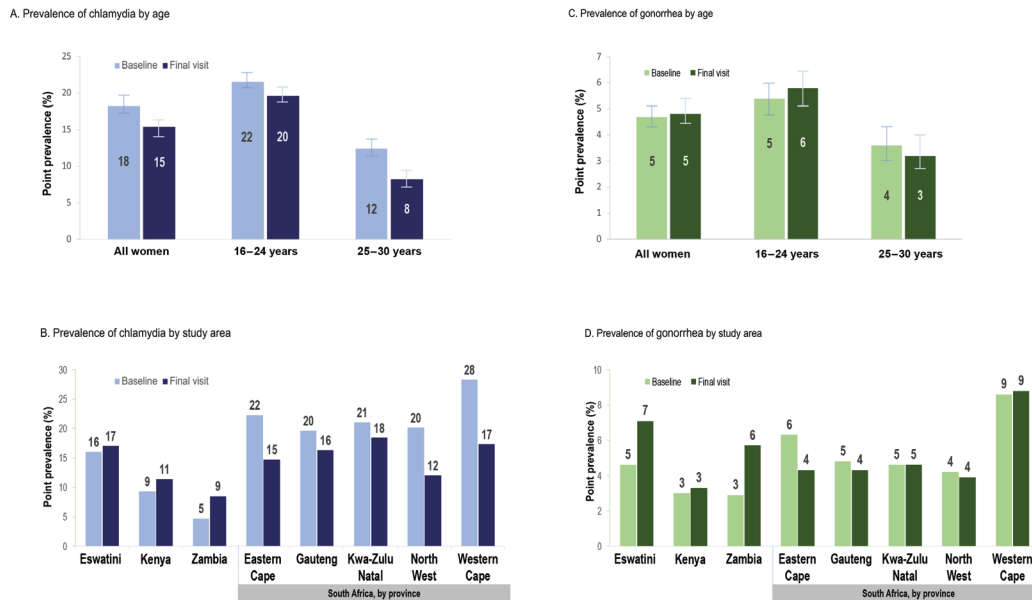 A. Prevalence of chlamydia by age
Baseline Final visit
Point prevalence (%)
25
20
15
10
5
0
18 15 22 20 12 8
All women 16–24 years 25–30 years
C. Prevalence of gonorrhea by age
Baseline Final visit
Point prevalence (%)
7
6
5
4
3
2
1
0
5 5 5 6 4 3
All women 16–24 years 25–30 years
B. Prevalence of chlamydia by study area
Baseline Final visit
Point prevalence (%)
30
25
20
15
10
5
0
16 17 9 11 5 9 22 15 20 16 21 18 20 12 28 17
Eswatini Kenya Zambia Eastern Gauteng Kwa-Zulu North Western
Cape Natal West Cape
South Africa, by province
D. Prevalence of gonorrhea by study area
Baseline Final visit
Point prevalence (%)
10
8
6
4
2
0
5 7 3 3 3 6 6 4 5 4 5 5 4 4 9 9
Eswatini Kenya Zambia Eastern Gauteng Kwa-Zulu North Western
Cape Natal West Cape
South Africa, by province